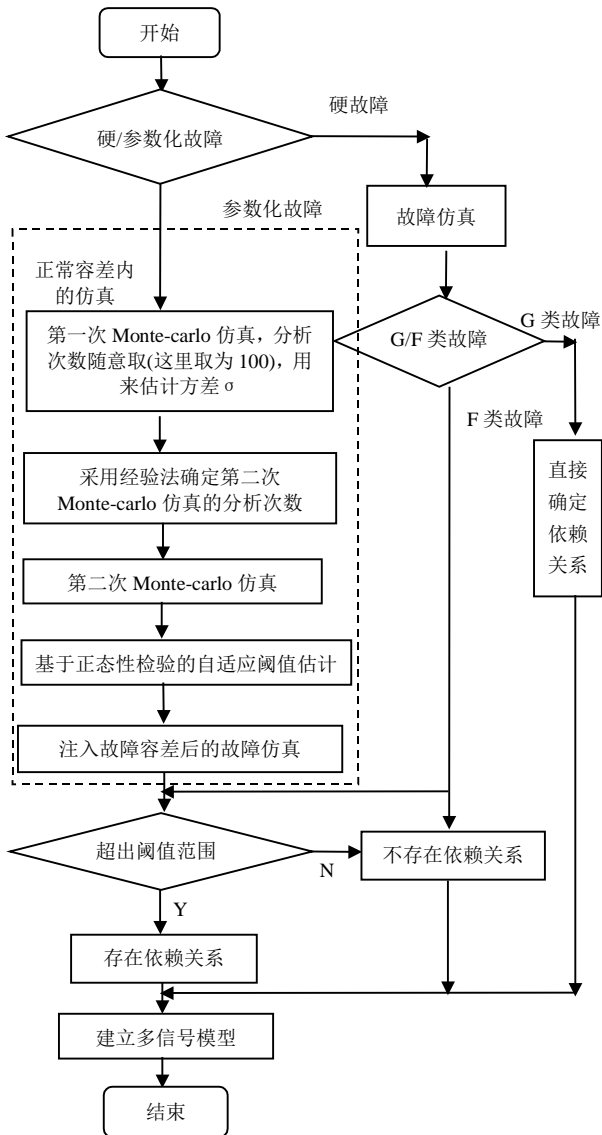 开始
硬故障
硬/参数化故障
参数化故障
故障仿真
正常容差内
的仿真
G 类故障
第一次 Monte-carlo 仿真，分析
次数随意取(这里取为 100)，用
来估计方差 σ
G/F 类故障
F 类故障
直接
确定
依赖
关系
采用经验法确定第二次
Monte-carlo 仿真的分析次数
第二次 Monte-carlo 仿真
基于正态性检验的自适应阈值估计
注入故障容差后的故障仿真
超出阈值范围
N
不存在依赖关系
Y
存在依赖关系
建立多信号模型
结束